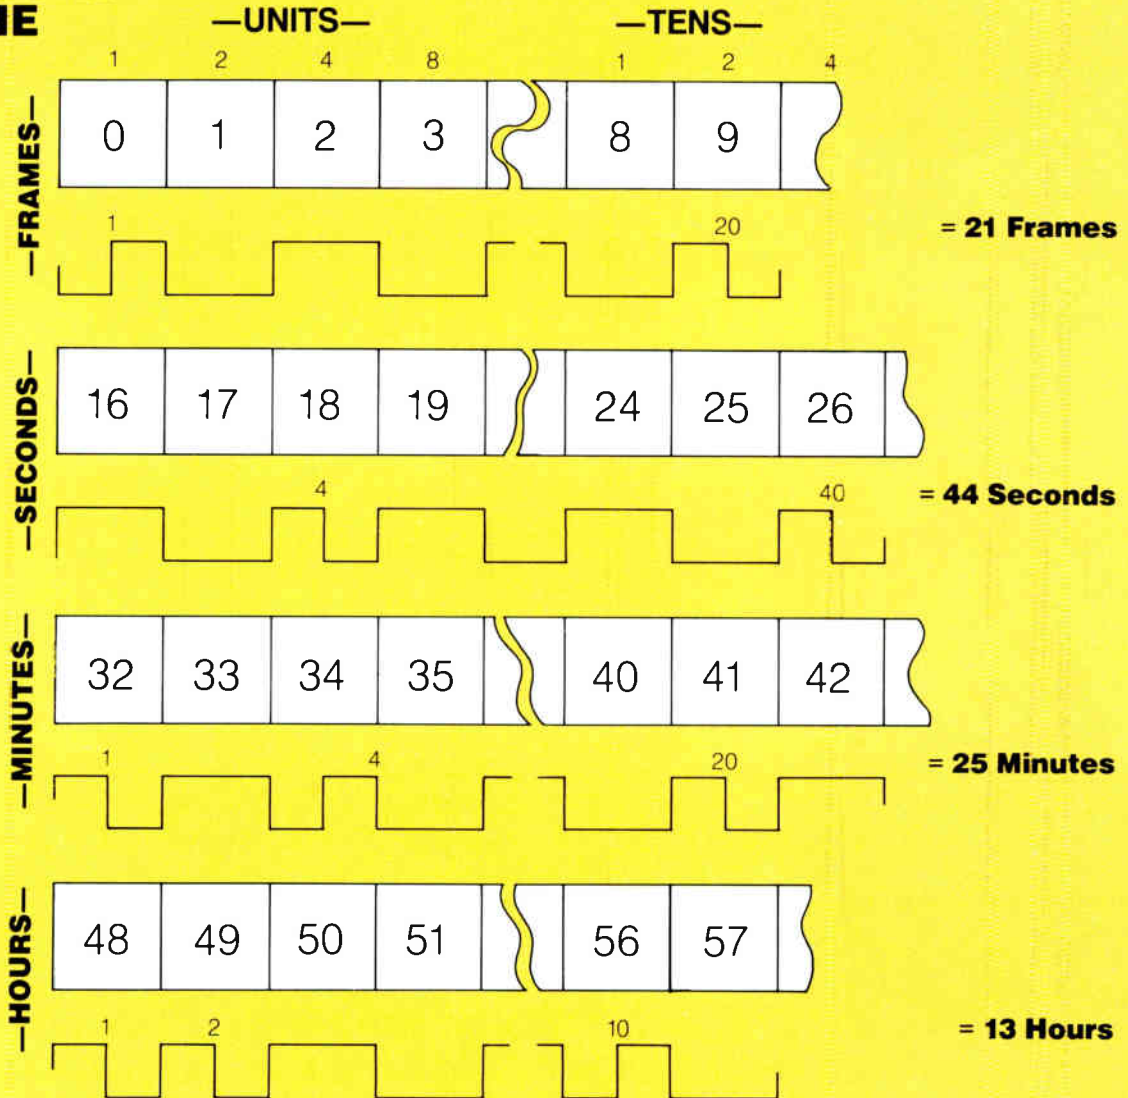 IE
—UNITS— —TENS—
1 2 4 8 1 2 4
—FRAMES—
0 1 2 3 8 9
1 20
= 21 Frames
—SECONDS—
16 17 18 19 24 25 26
4 40
= 44 Seconds
—MINUTES—
32 33 34 35 40 41 42
1 4 20
= 25 Minutes
—HOURS—
48 49 50 51 56 57
1 2 10
= 13 Hours